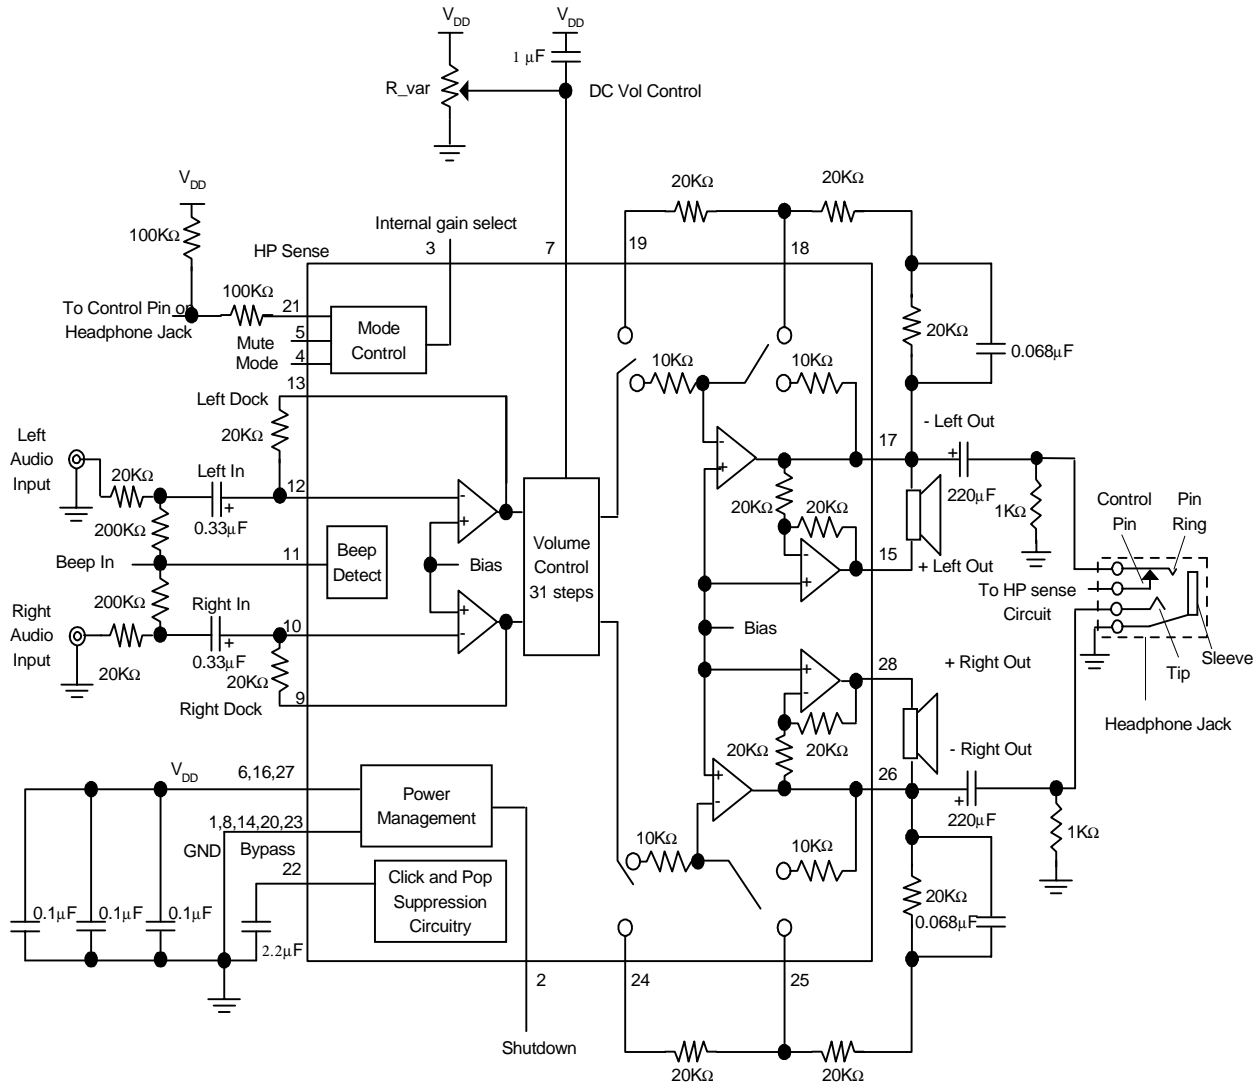 V_DD
V_DD
1 µF
R_var
DC Vol Control
20KΩ
20KΩ
V_DD
Internal gain select
100KΩ
HP Sense
3
7
19
18
100KΩ
21
To Control Pin on
Headphone Jack
Mute
5
Mode
4
Mode
Control
20KΩ
0.068µF
10KΩ
10KΩ
13
Left Dock
20KΩ
Left
Audio
Input
20KΩ
Left In
12
200KΩ
0.33µF
+
-
+
-
+
17
- Left Out
+
220µF
1KΩ
20KΩ
20KΩ
Control
Pin
Pin
Ring
Beep In
11
Beep
Detect
Bias
Volume
Control
31 steps
-
+
15
+ Left Out
To HP sense
Circuit
200KΩ
Right In
Right
Audio
Input
20KΩ
0.33µF
+
10
20KΩ
9
Right Dock
+
-
Bias
+
-
28
+ Right Out
Tip
Sleeve
Headphone Jack
20KΩ
20KΩ
- Right Out
26
+
-
+
220µF
1KΩ
V_DD
6,16,27
Power
Management
1,8,14,20,23
GND
Bypass
22
Click and Pop
Suppression
Circuitry
10KΩ
10KΩ
20KΩ
0.068µF
0.1µF
0.1µF
0.1µF
2.2µF
2
24
25
Shutdown
20KΩ
20KΩ